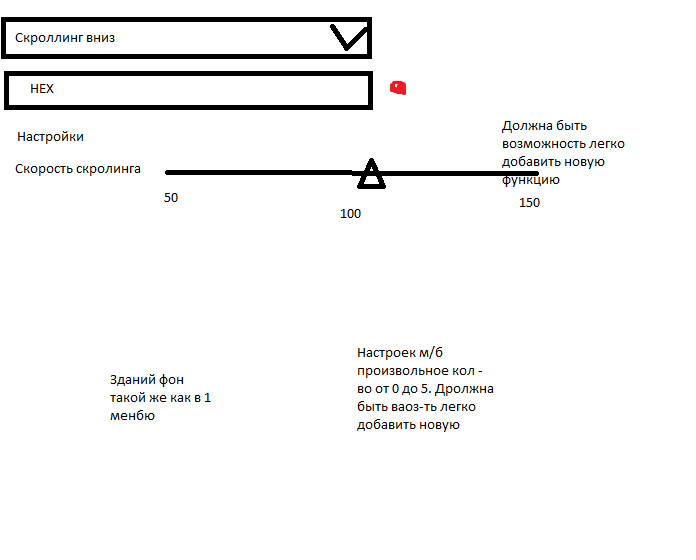 Скроллинг вниз
HEX
Настройки
Скорость скролинга
50
100
150
Должна быть
возможность легко
добавить новую
функцию
Зданий фон
такой же как в 1
менбю
Настроек м/б
произвольное кол -
во от 0 до 5. Дролжна
быть ваоз-ть легко
добавить новую